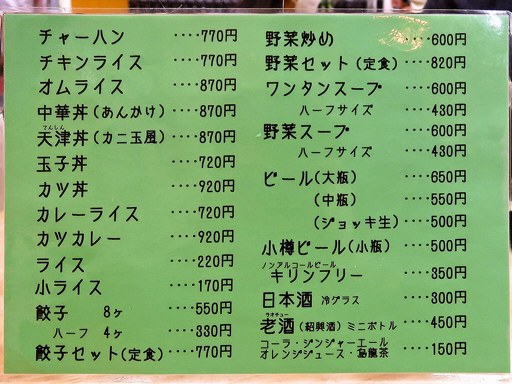 チャーハン ････770円
チキンライス ････770円
オムライス ････870円
中華丼(あんかけ) ････870円
てんしん
天津丼(カニ玉風) ････870円
玉子丼 ････720円
カツ丼 ････920円
カレーライス ････720円
カツカレー ････920円
ライス ････220円
小ライス ････170円
餃子 8ヶ ････550円
ハーフ 4ヶ ････330円
餃子セット(定食) ････770円
野菜炒め ････600円
野菜セット(定食) ････820円
ワンタンスープ ････600円
ハーフサイズ ････430円
野菜スープ ････600円
ハーフサイズ ････430円
ビール(大瓶) ････650円
(中瓶) ････550円
(ジョッキ生) ････500円
小樽ビール(小瓶) ････500円
ノンアルコールビール
キリンフリー ････350円
日本酒 冷グラス ････300円
ラオチュー
老酒(紹興酒)ミニボトル ････450円
コーラ・ジンジャーエール
オレンジジュース・烏龍茶 ････150円